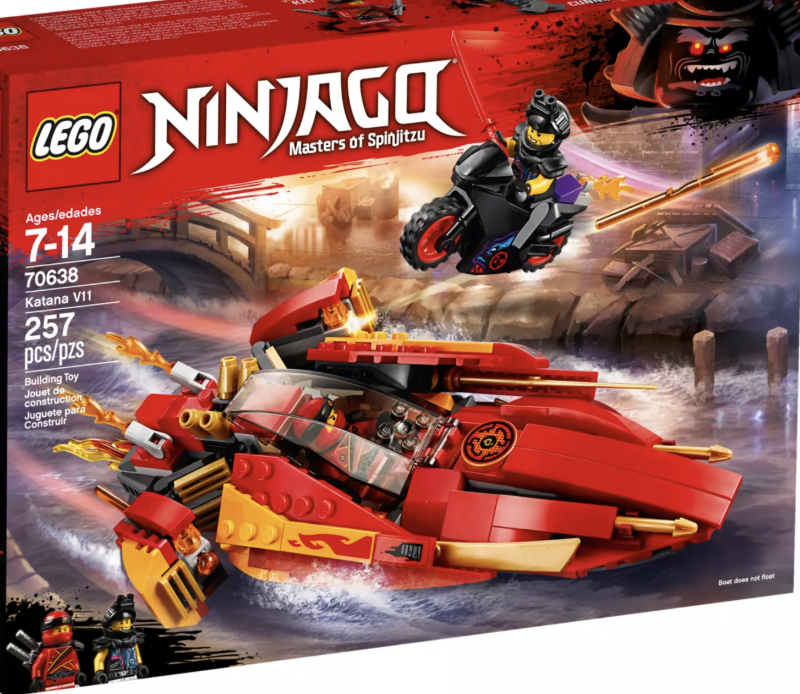 LEGO
NINJAGO
Masters of Spinjitzu
Ages/edades
7-14
70638
Katana V11
257
pcs/pzs
Building Toy
Jouet de
construction
Juguete para
Construir
Boat does not float